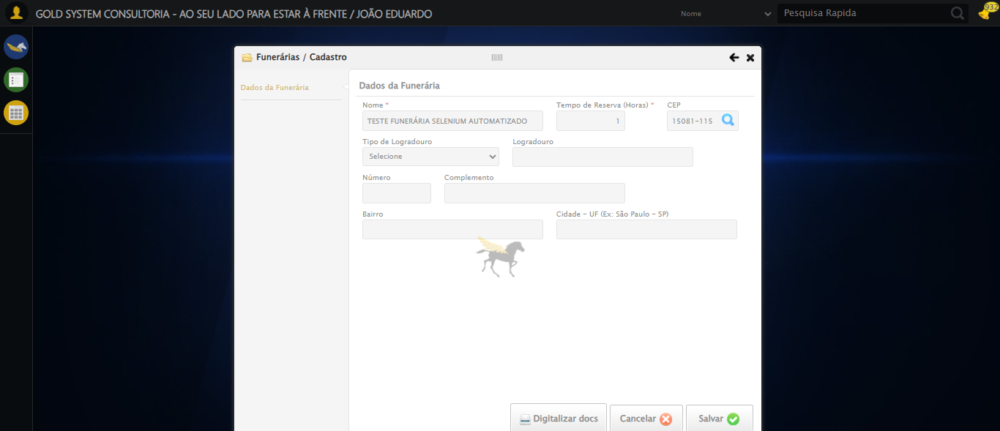 GOLD SYSTEM CONSULTORIA - AO SEU LADO PARA ESTAR À FRENTE / JOÃO EDUARDO
Nome
Pesquisa Rapida
932
Funerárias / Cadastro
Dados da Funerária
Dados da Funerária
Nome *
Tempo de Reserva (Horas) *
CEP
TESTE FUNERÁRIA SELENIUM AUTOMATIZADO
1
15081-115
Tipo de Logradouro
Logradouro
Selecione
Número
Complemento
Bairro
Cidade - UF (Ex: São Paulo - SP)
Digitalizar docs
Cancelar
Salvar